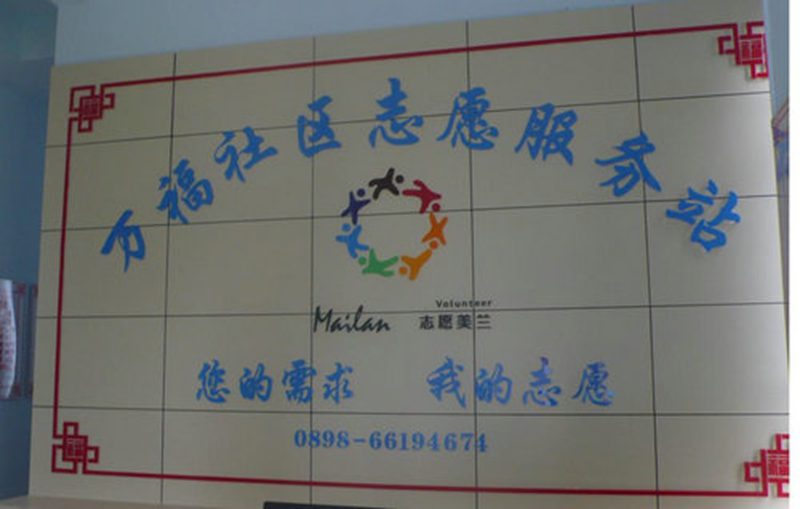 万福社区志愿服务站
Volunteer
Mailan 志愿美兰
您的需求 我的志愿
0898-66194674